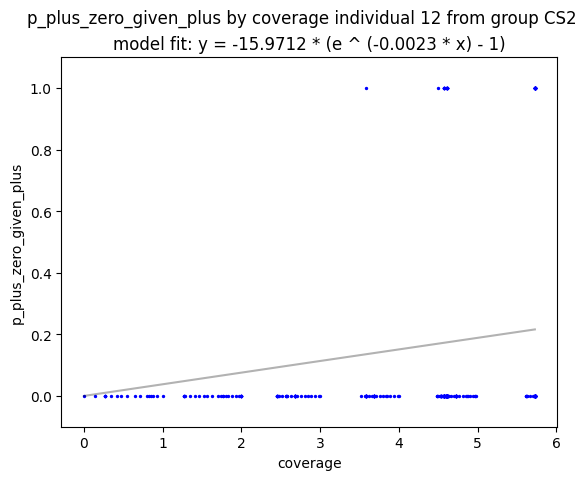 p_plus_zero_given_plus by coverage individual 12 from group CS2
model fit: y = -15.9712 * (e ^ (-0.0023 * x) - 1)
p_plus_zero_given_plus
1.0
0.8
0.6
0.4
0.2
0.0
0 1 2 3 4 5 6
coverage